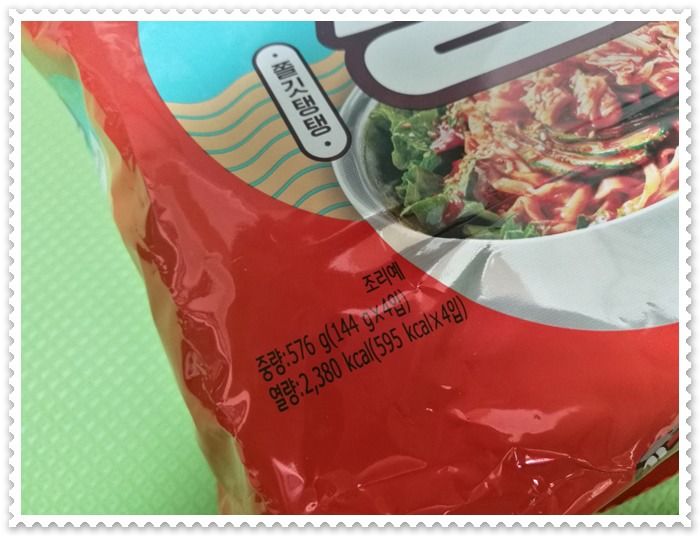 쫄깃탱탱
조리예
중량:576 g(144 g×4입)
열량:2,380 kcal(595 kcal×4입)